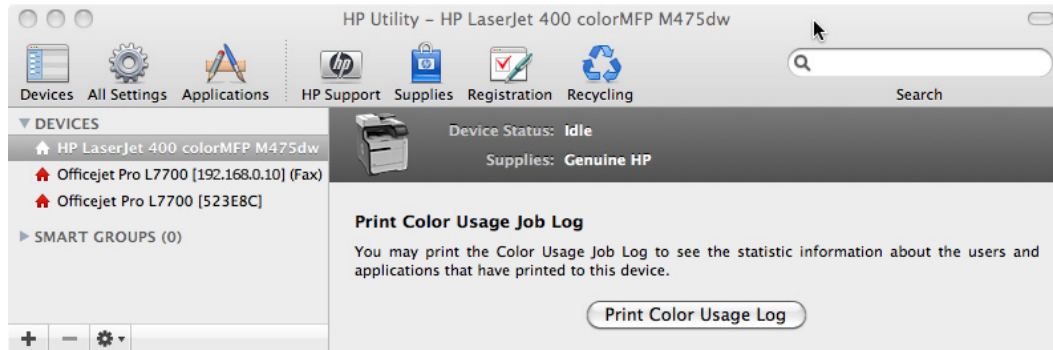 HP Utility – HP LaserJet 400 colorMFP M475dw
hp
Devices All Settings Applications HP Support Supplies Registration Recycling Search
DEVICES
HP LaserJet 400 colorMFP M475dw
Officejet Pro L7700 [192.168.0.10] (Fax)
Officejet Pro L7700 [523E8C]
SMART GROUPS (0)
Device Status: Idle
Supplies: Genuine HP
Print Color Usage Job Log
You may print the Color Usage Job Log to see the statistic information about the users and
applications that have printed to this device.
Print Color Usage Log